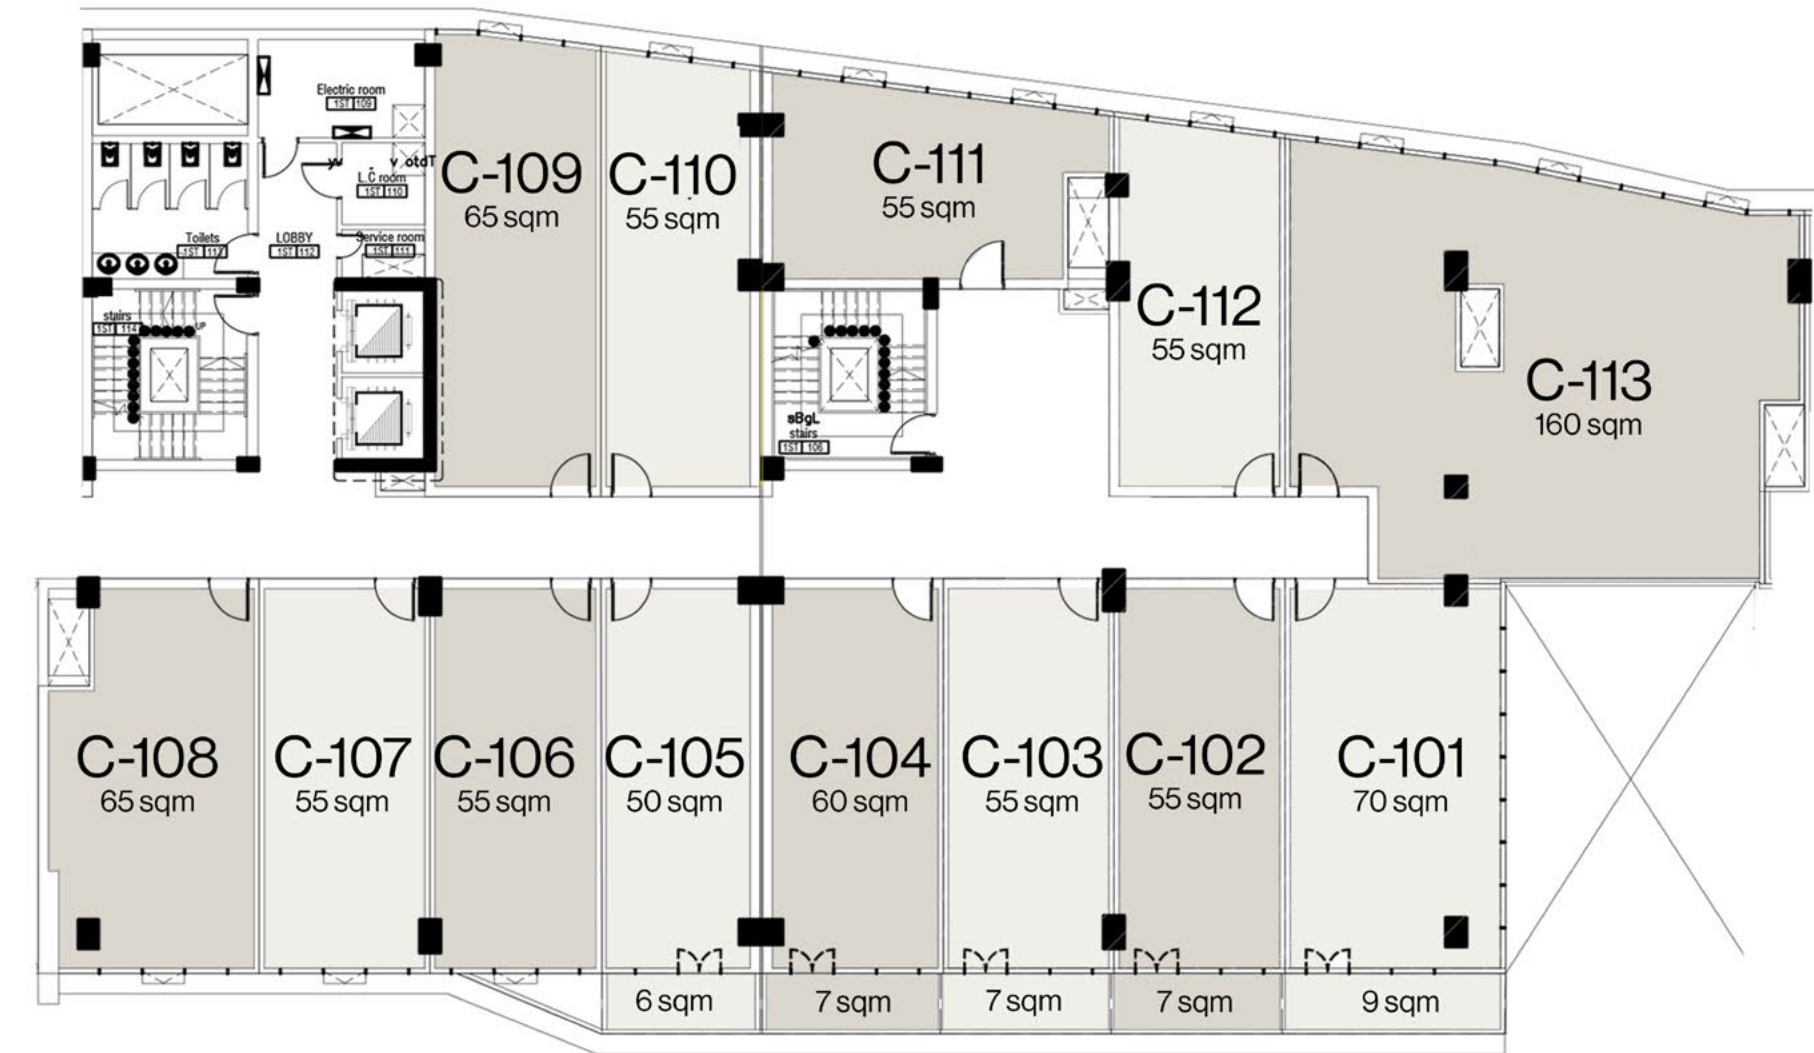 Electric room
1ST 109
L.C room
1ST 110
Toilets
LOBBY
1ST 112
Service room
1ST 111
stairs
1ST 114
UP
C-109
65 sqm
C-110
55 sqm
C-111
55 sqm
C-112
55 sqm
C-113
160 sqm
sBgL
stairs
1ST 106
C-108
65 sqm
C-107
55 sqm
C-106
55 sqm
C-105
50 sqm
C-104
60 sqm
C-103
55 sqm
C-102
55 sqm
C-101
70 sqm
6 sqm
7 sqm
7 sqm
7 sqm
9 sqm